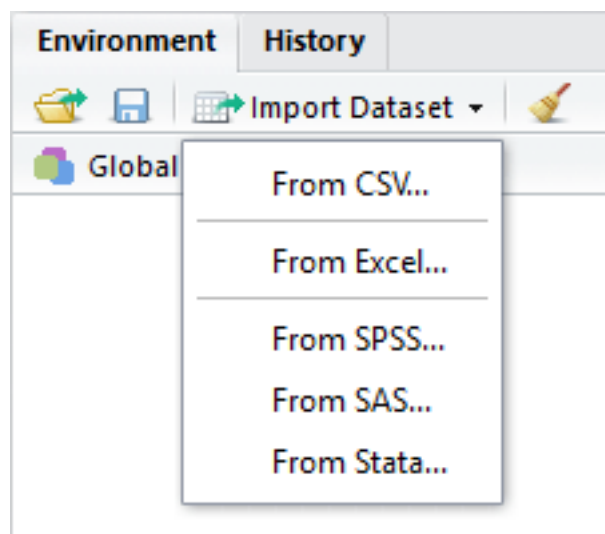 Environment History
Import Dataset
Global
From CSV...
From Excel...
From SPSS...
From SAS...
From Stata...